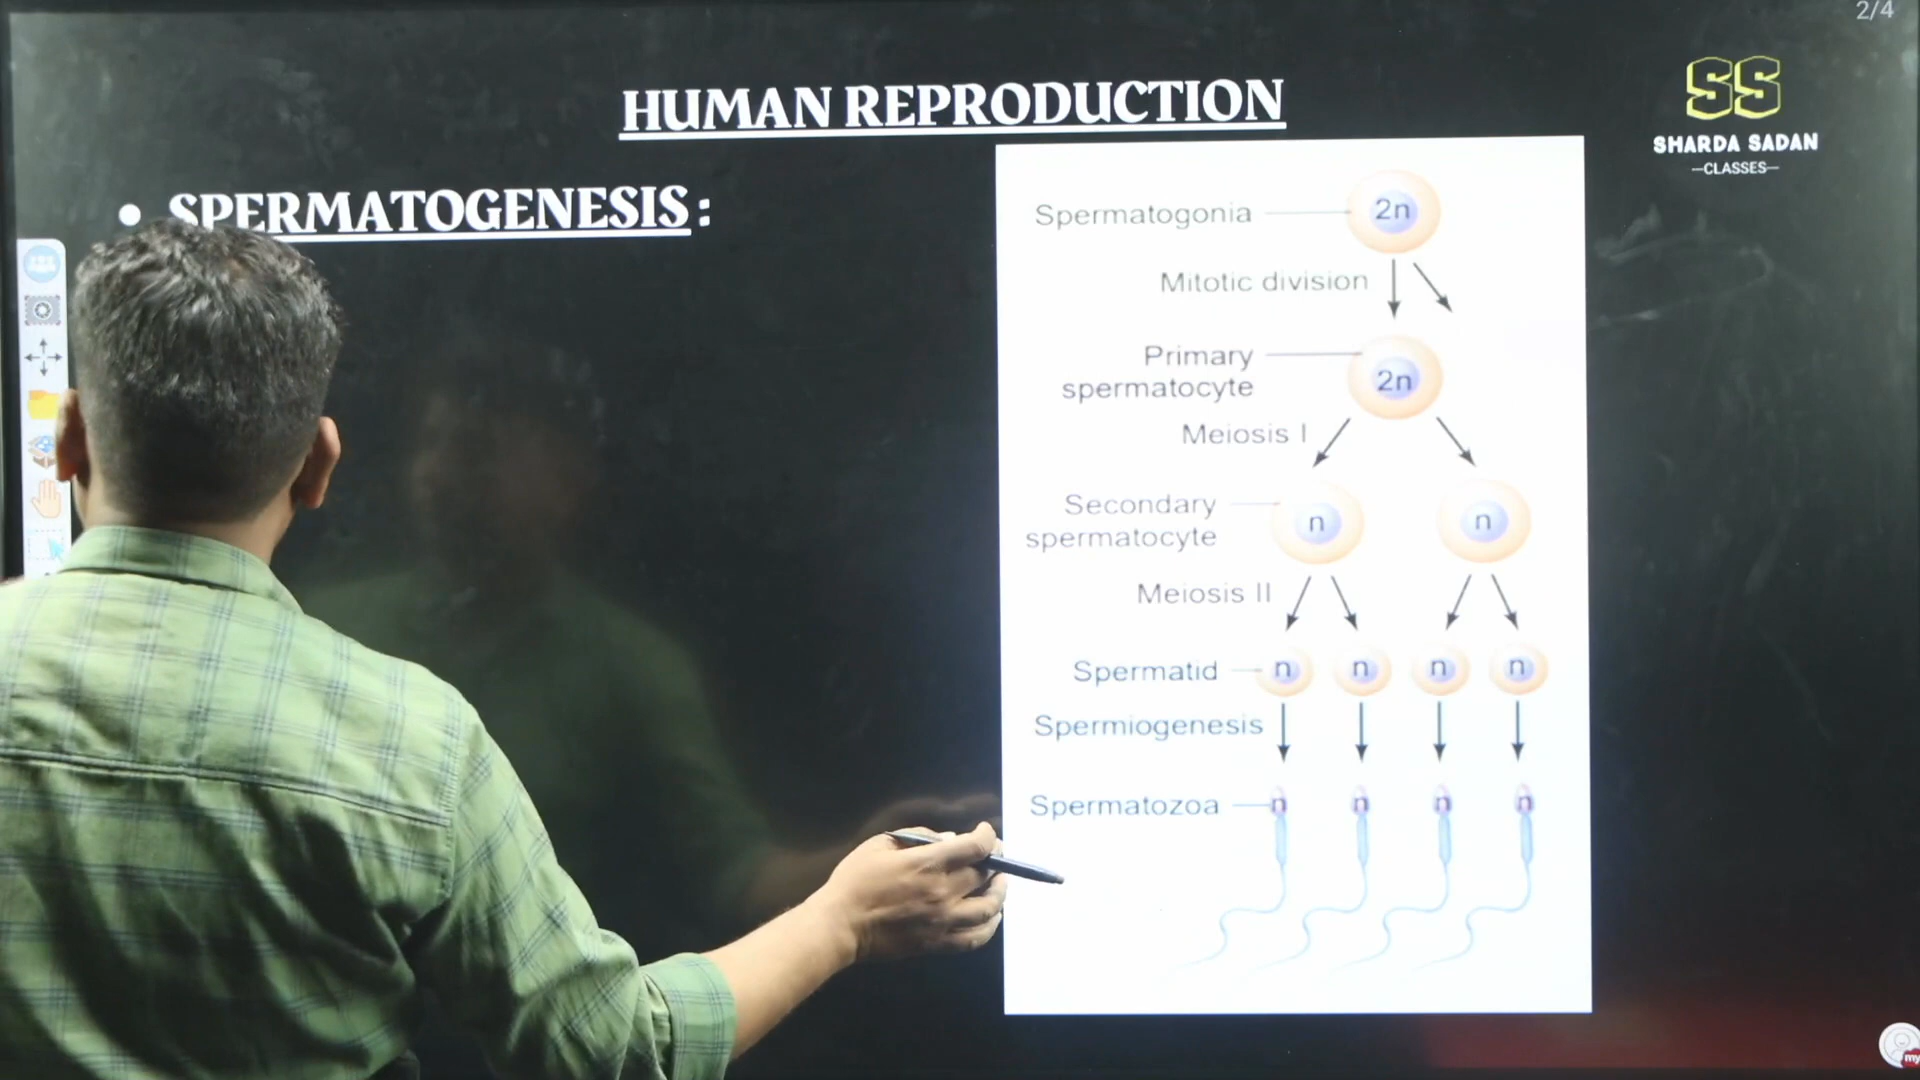 2/4
HUMAN REPRODUCTION
SS
SHARDA SADAN
—CLASSES—
• SPERMATOGENESIS :
Spermatogonia
2n
Mitotic division
Primary
spermatocyte
2n
Meiosis I
Secondary
spermatocyte
n n
Meiosis II
Spermatid
n n n n
Spermiogenesis
Spermatozoa
n n n n
my